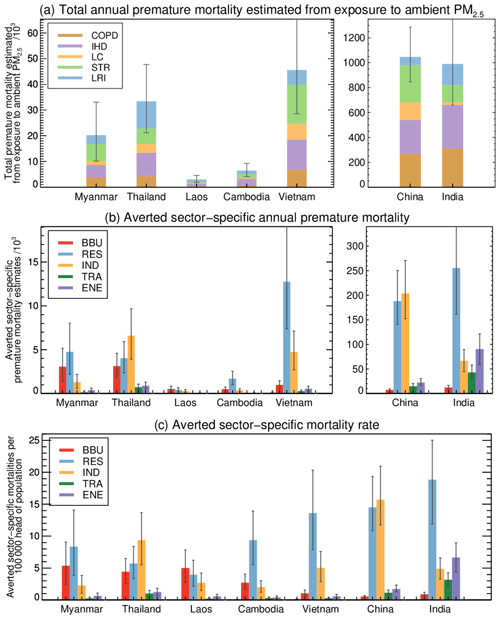 (a) Total annual premature mortality estimated from exposure to ambient PM2.5
Total premature mortality estimated
from exposure to ambient PM2.5 /10³
60
50
40
30
20
10
0
COPD
IHD
LC
STR
LRI
Myanmar Thailand Laos Cambodia Vietnam
1200
1000
800
600
400
200
0
China India
(b) Averted sector−specific annual premature mortality
Averted sector−specific
premature mortality estimates /10³
15
10
5
0
BBU
RES
IND
TRA
ENE
Myanmar Thailand Laos Cambodia Vietnam
300
250
200
150
100
50
0
China India
(c) Averted sector−specific mortality rate
Averted sector−specific mortalities per
100 000 head of population
25
20
15
10
5
0
BBU
RES
IND
TRA
ENE
Myanmar Thailand Laos Cambodia Vietnam China India